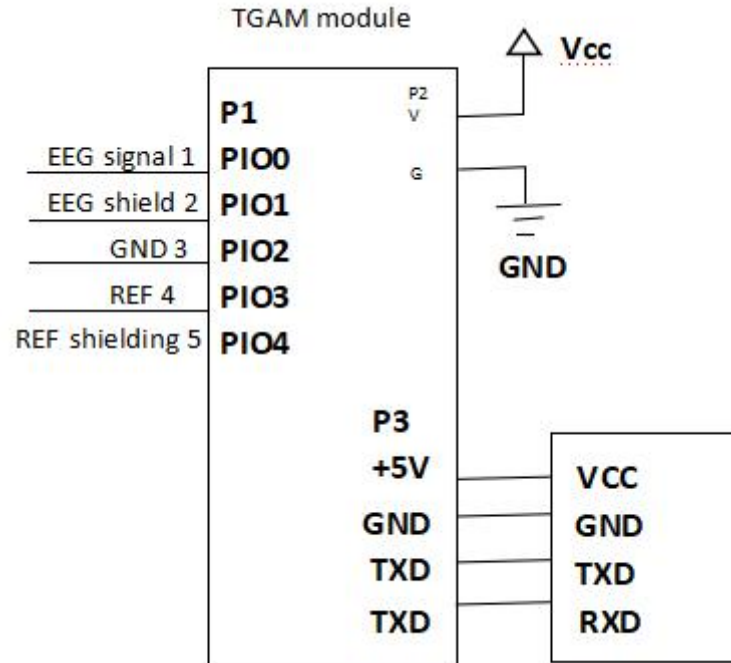 TGAM module
Vcc
P1
P2
V
EEG signal 1
PIO0
G
EEG shield 2
PIO1
GND 3
PIO2
GND
REF 4
PIO3
REF shielding 5
PIO4
P3
+5V
VCC
GND
GND
TXD
TXD
TXD
RXD